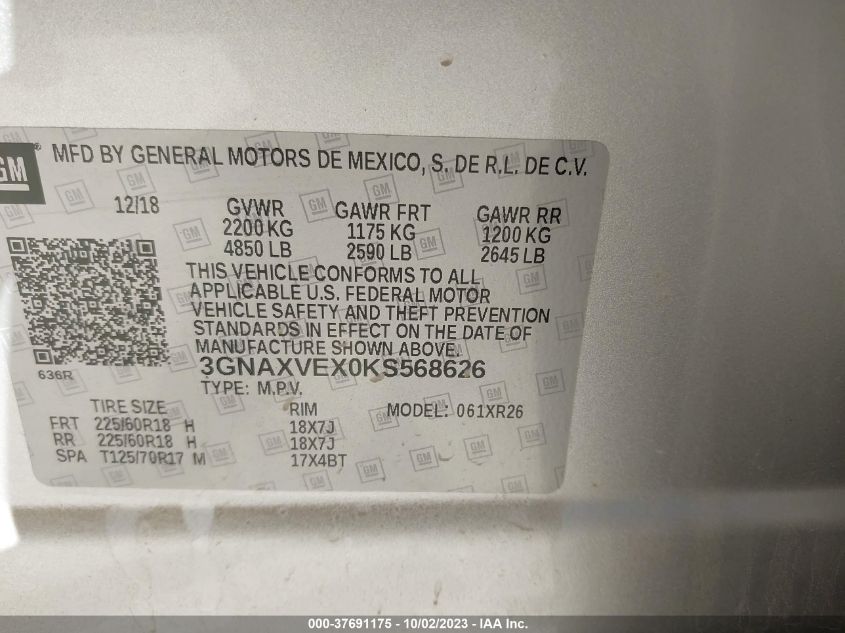 GM ®
MFD BY GENERAL MOTORS DE MEXICO, S. DE R.L. DE C.V.
12/18 GVWR GAWR FRT GAWR RR
2200 KG 1175 KG 1200 KG
4850 LB 2590 LB 2645 LB
THIS VEHICLE CONFORMS TO ALL
APPLICABLE U.S. FEDERAL MOTOR
VEHICLE SAFETY AND THEFT PREVENTION
STANDARDS IN EFFECT ON THE DATE OF
MANUFACTURE SHOWN ABOVE.
636R
3GNAXVEX0KS568626
TYPE: M.P.V.
TIRE SIZE RIM MODEL: 061XR26
FRT 225/60R18 H 18X7J
RR 225/60R18 H 18X7J
SPA T125/70R17 M 17X4BT
000-37691175 - 10/02/2023 - IAA Inc.